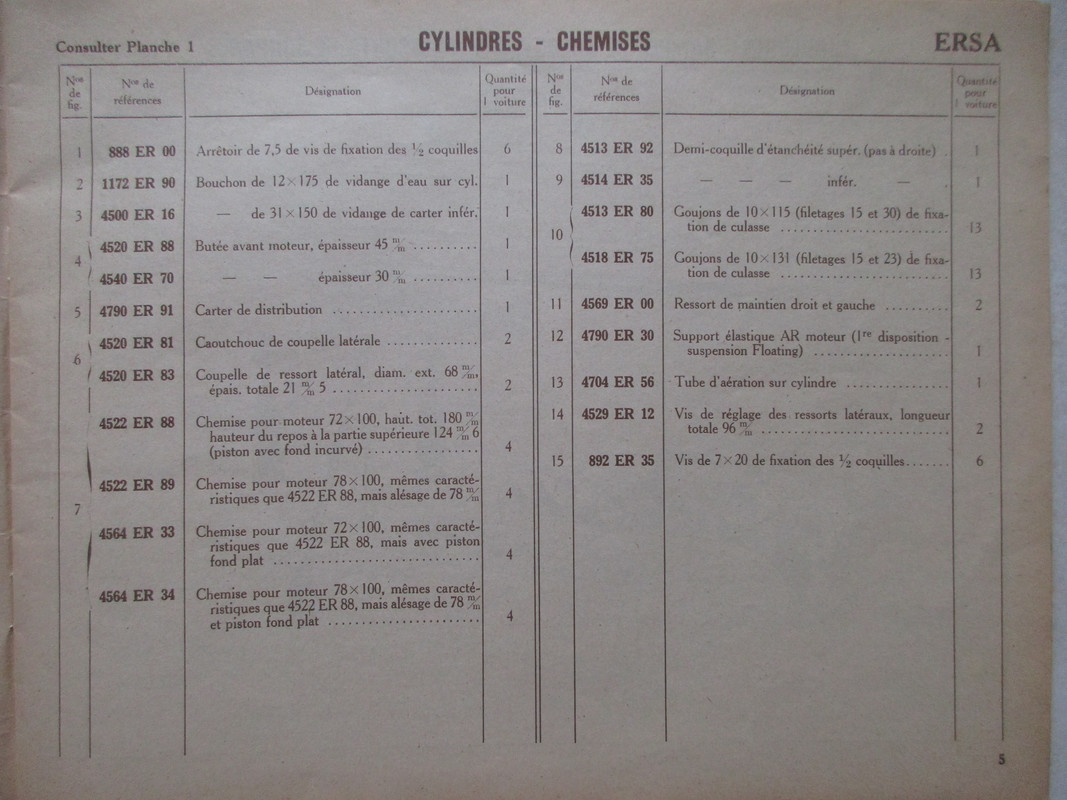 Consulter Planche 1
CYLINDRES - CHEMISES
ERSA
Nos de fig.
Nos de références
Désignation
Quantité pour 1 voiture
1 888 ER 00 Arrêtoir de 7,5 de vis de fixation des ½ coquilles 6
2 1172 ER 90 Bouchon de 12×175 de vidange d'eau sur cyl. 1
3 4500 ER 16 — de 31×150 de vidange de carter infér. 1
4 4520 ER 88 Butée avant moteur, épaisseur 45 m/m .......... 1
4540 ER 70 — — épaisseur 30 m/m .......... 1
5 4790 ER 91 Carter de distribution ...................... 1
6 4520 ER 81 Caoutchouc de coupelle latérale .............. 2
4520 ER 83 Coupelle de ressort latéral, diam. ext. 68 m/m,
épais. totale 21 m/m 5 ...................... 2
7 4522 ER 88 Chemise pour moteur 72×100, haut. tot. 180 m/m
hauteur du repos à la partie supérieure 124 m/m 6
(piston avec fond incurvé) ................. 4
4522 ER 89 Chemise pour moteur 78×100, mêmes caracté-
ristiques que 4522 ER 88, mais alésage de 78 m/m 4
4564 ER 33 Chemise pour moteur 72×100, mêmes caracté-
ristiques que 4522 ER 88, mais avec piston
fond plat ............................... 4
4564 ER 34 Chemise pour moteur 78×100, mêmes caracté-
ristiques que 4522 ER 88, mais alésage de 78 m/m
et piston fond plat ....................... 4
Nos de fig.
Nos de références
Désignation
Quantité pour 1 voiture
8 4513 ER 92 Demi-coquille d'étanchéité supér. (pas à droite) . 1
9 4514 ER 35 — — — infér. — . 1
10 4513 ER 80 Goujons de 10×115 (filetages 15 et 30) de fixa-
tion de culasse ......................... 13
4518 ER 75 Goujons de 10×131 (filetages 15 et 23) de fixa-
tion de culasse ......................... 13
11 4569 ER 00 Ressort de maintien droit et gauche .......... 2
12 4790 ER 30 Support élastique AR moteur (1re disposition -
suspension Floating) .................... 1
13 4704 ER 56 Tube d'aération sur cylindre ............... 1
14 4529 ER 12 Vis de réglage des ressorts latéraux, longueur
totale 96 m/m ............................ 2
15 892 ER 35 Vis de 7×20 de fixation des ½ coquilles....... 6
5